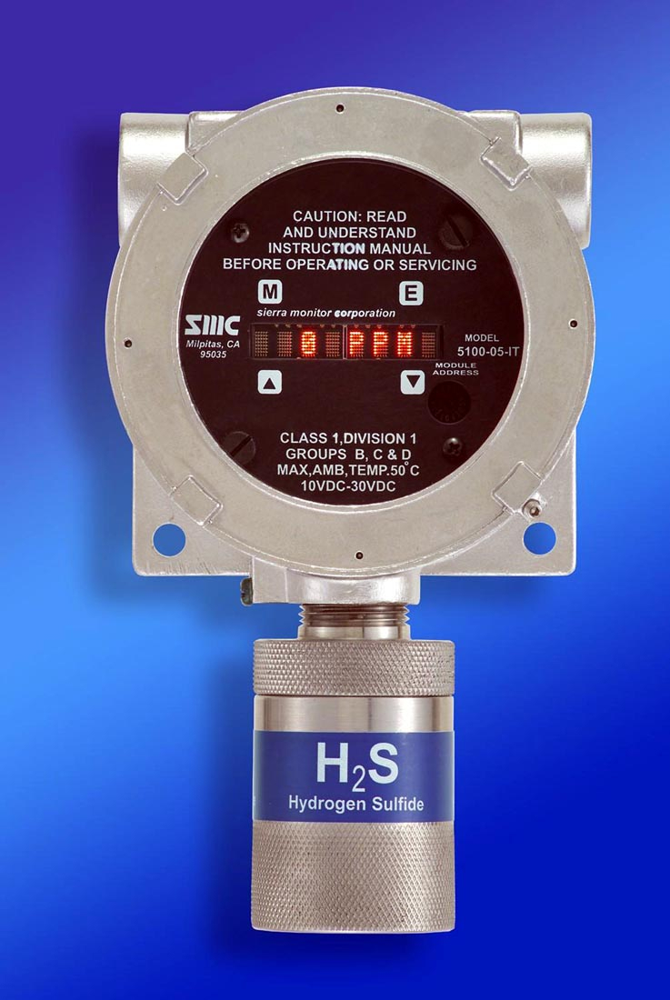 CAUTION: READ
AND UNDERSTAND
INSTRUCTION MANUAL
BEFORE OPERATING OR SERVICING
M
E
sierra monitor corporation
SMC
Milpitas, CA
95035
0 PPM
MODEL
5100-05-IT
MODULE
ADDRESS
CLASS 1,DIVISION 1
GROUPS B, C & D
MAX,AMB,TEMP.50°C
10VDC-30VDC
H₂S
Hydrogen Sulfide